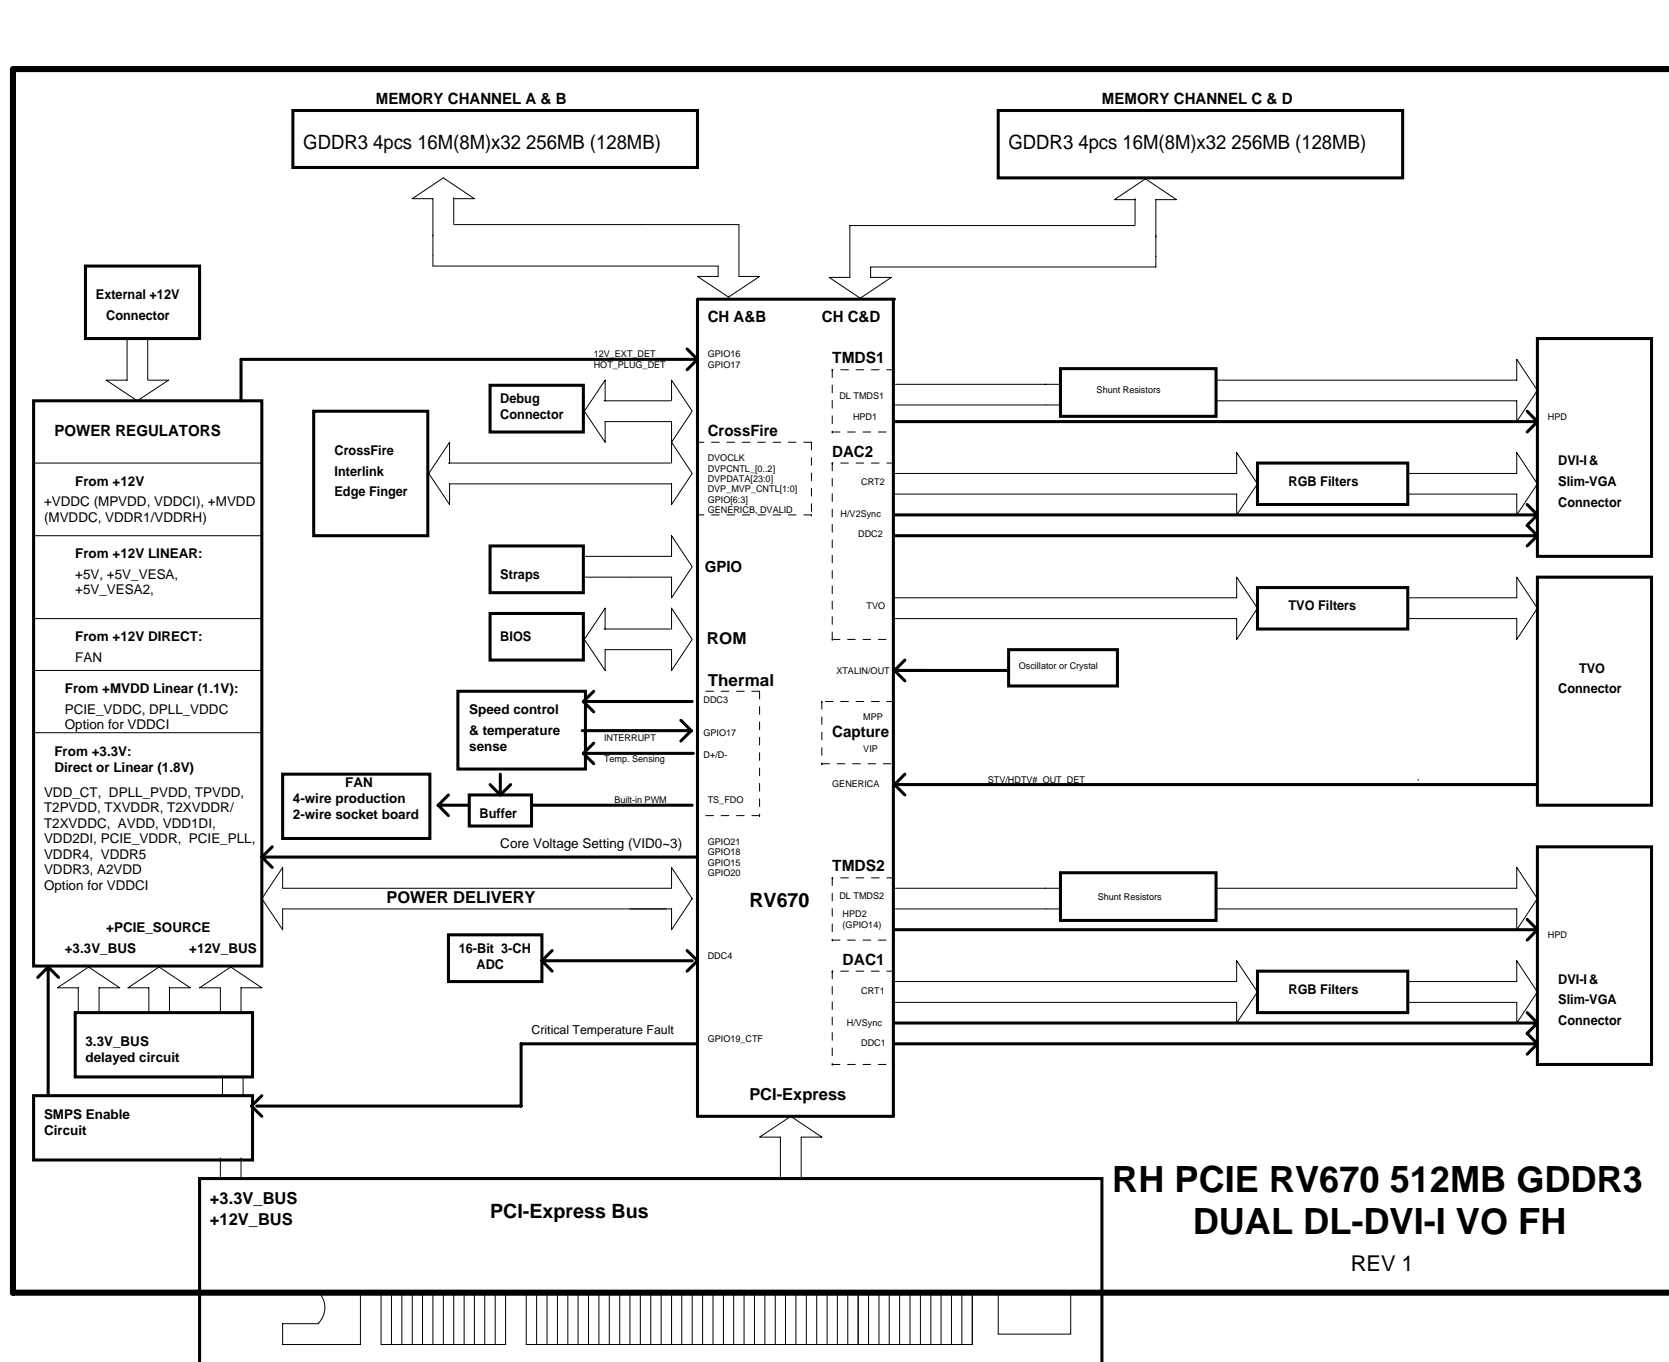 MEMORY CHANNEL A & B
MEMORY CHANNEL C & D
GDDR3 4pcs 16M(8M)x32 256MB (128MB)
GDDR3 4pcs 16M(8M)x32 256MB (128MB)
External +12V
Connector
POWER REGULATORS
From +12V
+VDDC (MPVDD, VDDCI), +MVDD
(MVDDC, VDDR1/VDDRH)
From +12V LINEAR:
+5V, +5V_VESA,
+5V_VESA2,
From +12V DIRECT:
FAN
From +MVDD Linear (1.1V):
PCIE_VDDC, DPLL_VDDC
Option for VDDCI
From +3.3V:
Direct or Linear (1.8V)
VDD_CT, DPLL_PVDD, TPVDD,
T2PVDD, TXVDDR, T2XVDDR/
T2XVDDC, AVDD, VDD1DI,
VDD2DI, PCIE_VDDR, PCIE_PLL,
VDDR4, VDDR5
VDDR3, A2VDD
Option for VDDCI
+PCIE_SOURCE
+3.3V_BUS
+12V_BUS
3.3V_BUS
delayed circuit
SMPS Enable
Circuit
CrossFire
Interlink
Edge Finger
Debug
Connector
Straps
BIOS
Speed control
& temperature
sense
FAN
4-wire production
2-wire socket board
Buffer
16-Bit 3-CH
ADC
12V_EXT_DET
HOT_PLUG_DET
INTERRUPT
Temp. Sensing
Built-in PWM
Core Voltage Setting (VID0~3)
POWER DELIVERY
Critical Temperature Fault
CH A&B
CH C&D
GPIO16
GPIO17
CrossFire
DVOCLK
DVPCNTL_[0..2]
DVPDATA[23:0]
DVP_MVP_CNTL[1:0]
GPIO[6:3]
GENERICB, DVALID
GPIO
ROM
Thermal
DDC3
GPIO17
D+/D-
TS_FDO
GPIO21
GPIO18
GPIO15
GPIO20
RV670
DDC4
GPIO19_CTF
PCI-Express
TMDS1
DL TMDS1
HPD1
DAC2
CRT2
H/V2Sync
DDC2
TVO
XTALIN/OUT
MPP
Capture
VIP
GENERICA
TMDS2
DL TMDS2
HPD2
(GPIO14)
DAC1
CRT1
H/VSync
DDC1
Shunt Resistors
RGB Filters
TVO Filters
Oscillator or Crystal
STV/HDTV#_OUT_DET
Shunt Resistors
RGB Filters
HPD
DVI-I &
Slim-VGA
Connector
TVO
Connector
HPD
DVI-I &
Slim-VGA
Connector
+3.3V_BUS
+12V_BUS
PCI-Express Bus
RH PCIE RV670 512MB GDDR3
DUAL DL-DVI-I VO FH
REV 1